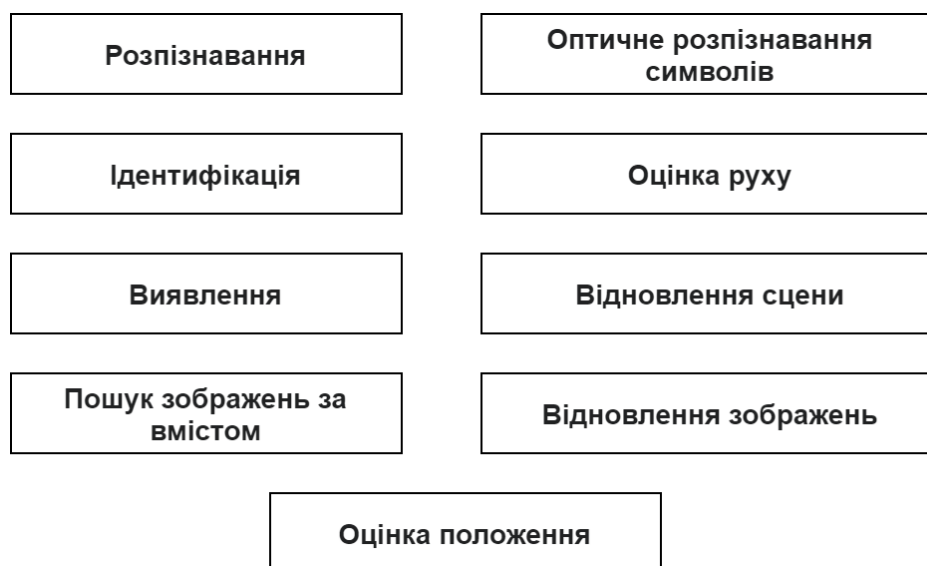 Розпізнавання
Оптичне розпізнавання
символів
Ідентифікація
Оцінка руху
Виявлення
Відновлення сцени
Пошук зображень за
вмістом
Відновлення зображень
Оцінка положення